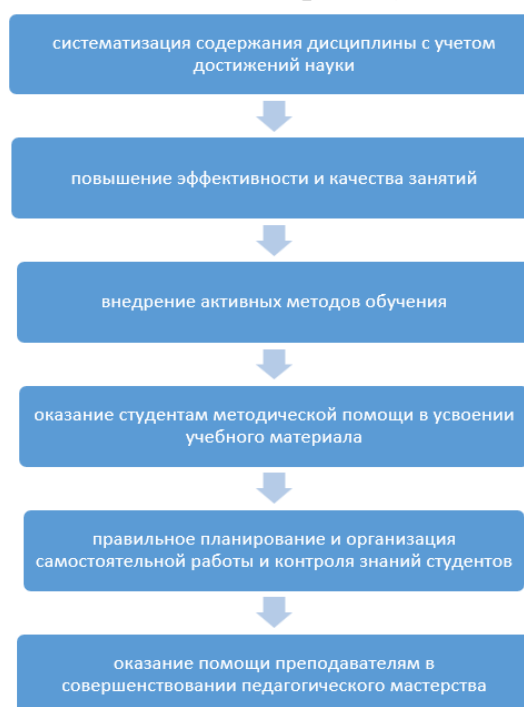 систематизация содержания дисциплины с учетом
достижений науки
повышение эффективности и качества занятий
внедрение активных методов обучения
оказание студентам методической помощи в усвоении
учебного материала
правильное планирование и организация
самостоятельной работы и контроля знаний студентов
оказание помощи преподавателям в
совершенствовании педагогического мастерства